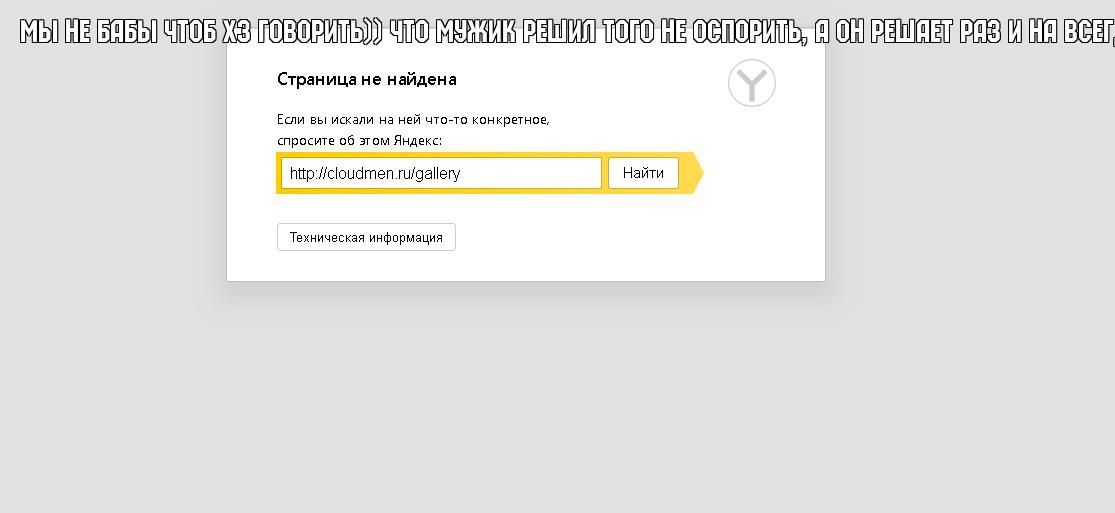 МЫ НЕ БАБЫ ЧТОБ ХЗ ГОВОРИТЬ)) ЧТО МУЖИК РЕШИЛ ТОГО НЕ ОСПОРИТЬ, А ОН РЕШАЕТ РАЗ И НА ВСЕГ
Страница не найдена
Если вы искали на ней что-то конкретное,
спросите об этом Яндекс:
http://cloudmen.ru/gallery Найти
Техническая информация